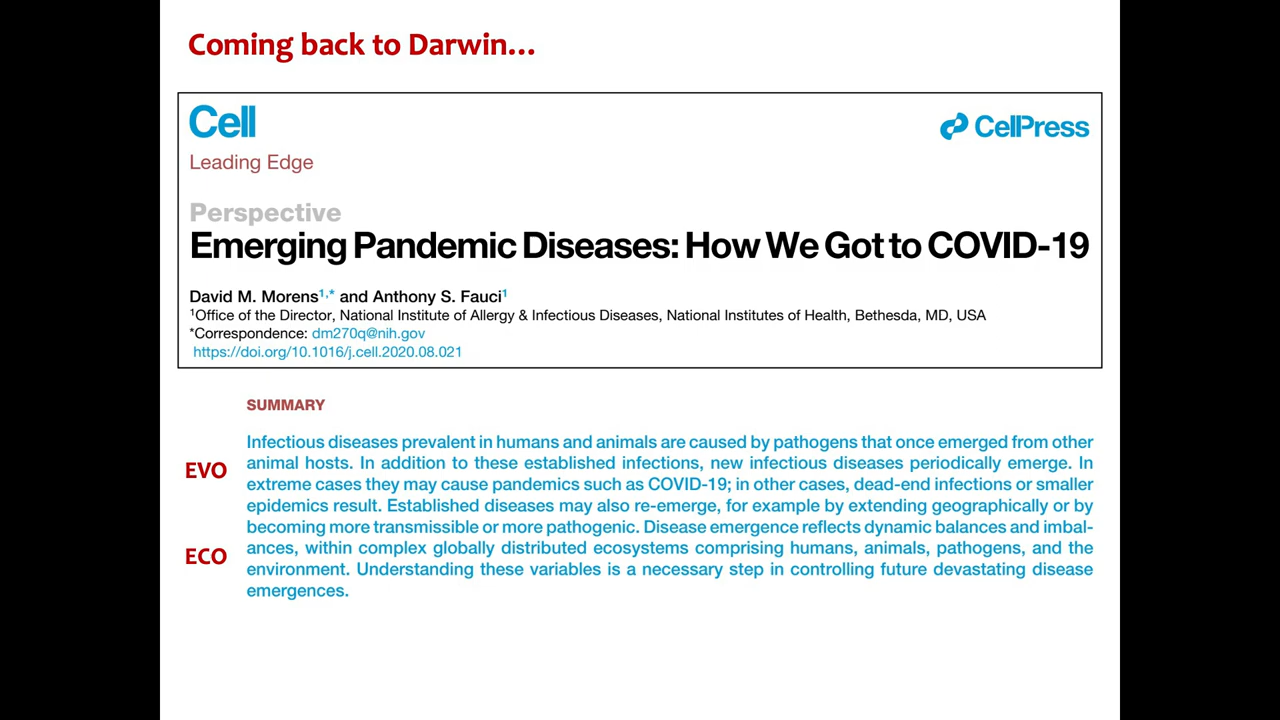 Coming back to Darwin...
Cell
CellPress
Leading Edge
Perspective
Emerging Pandemic Diseases: How We Got to COVID-19
David M. Morens1,* and Anthony S. Fauci1
1Office of the Director, National Institute of Allergy & Infectious Diseases, National Institutes of Health, Bethesda, MD, USA
*Correspondence: dm270q@nih.gov
https://doi.org/10.1016/j.cell.2020.08.021
SUMMARY
Infectious diseases prevalent in humans and animals are caused by pathogens that once emerged from other
EVO
animal hosts. In addition to these established infections, new infectious diseases periodically emerge. In
extreme cases they may cause pandemics such as COVID-19; in other cases, dead-end infections or smaller
epidemics result. Established diseases may also re-emerge, for example by extending geographically or by
becoming more transmissible or more pathogenic. Disease emergence reflects dynamic balances and imbal-
ECO
ances, within complex globally distributed ecosystems comprising humans, animals, pathogens, and the
environment. Understanding these variables is a necessary step in controlling future devastating disease
emergences.